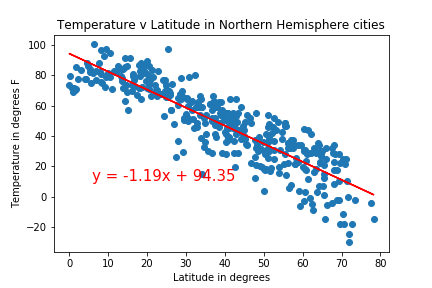 Temperature v Latitude in Northern Hemisphere cities
Temperature in degrees F
100
80
60
40
20
0
−20
y = -1.19x + 94.35
0 10 20 30 40 50 60 70 80
Latitude in degrees